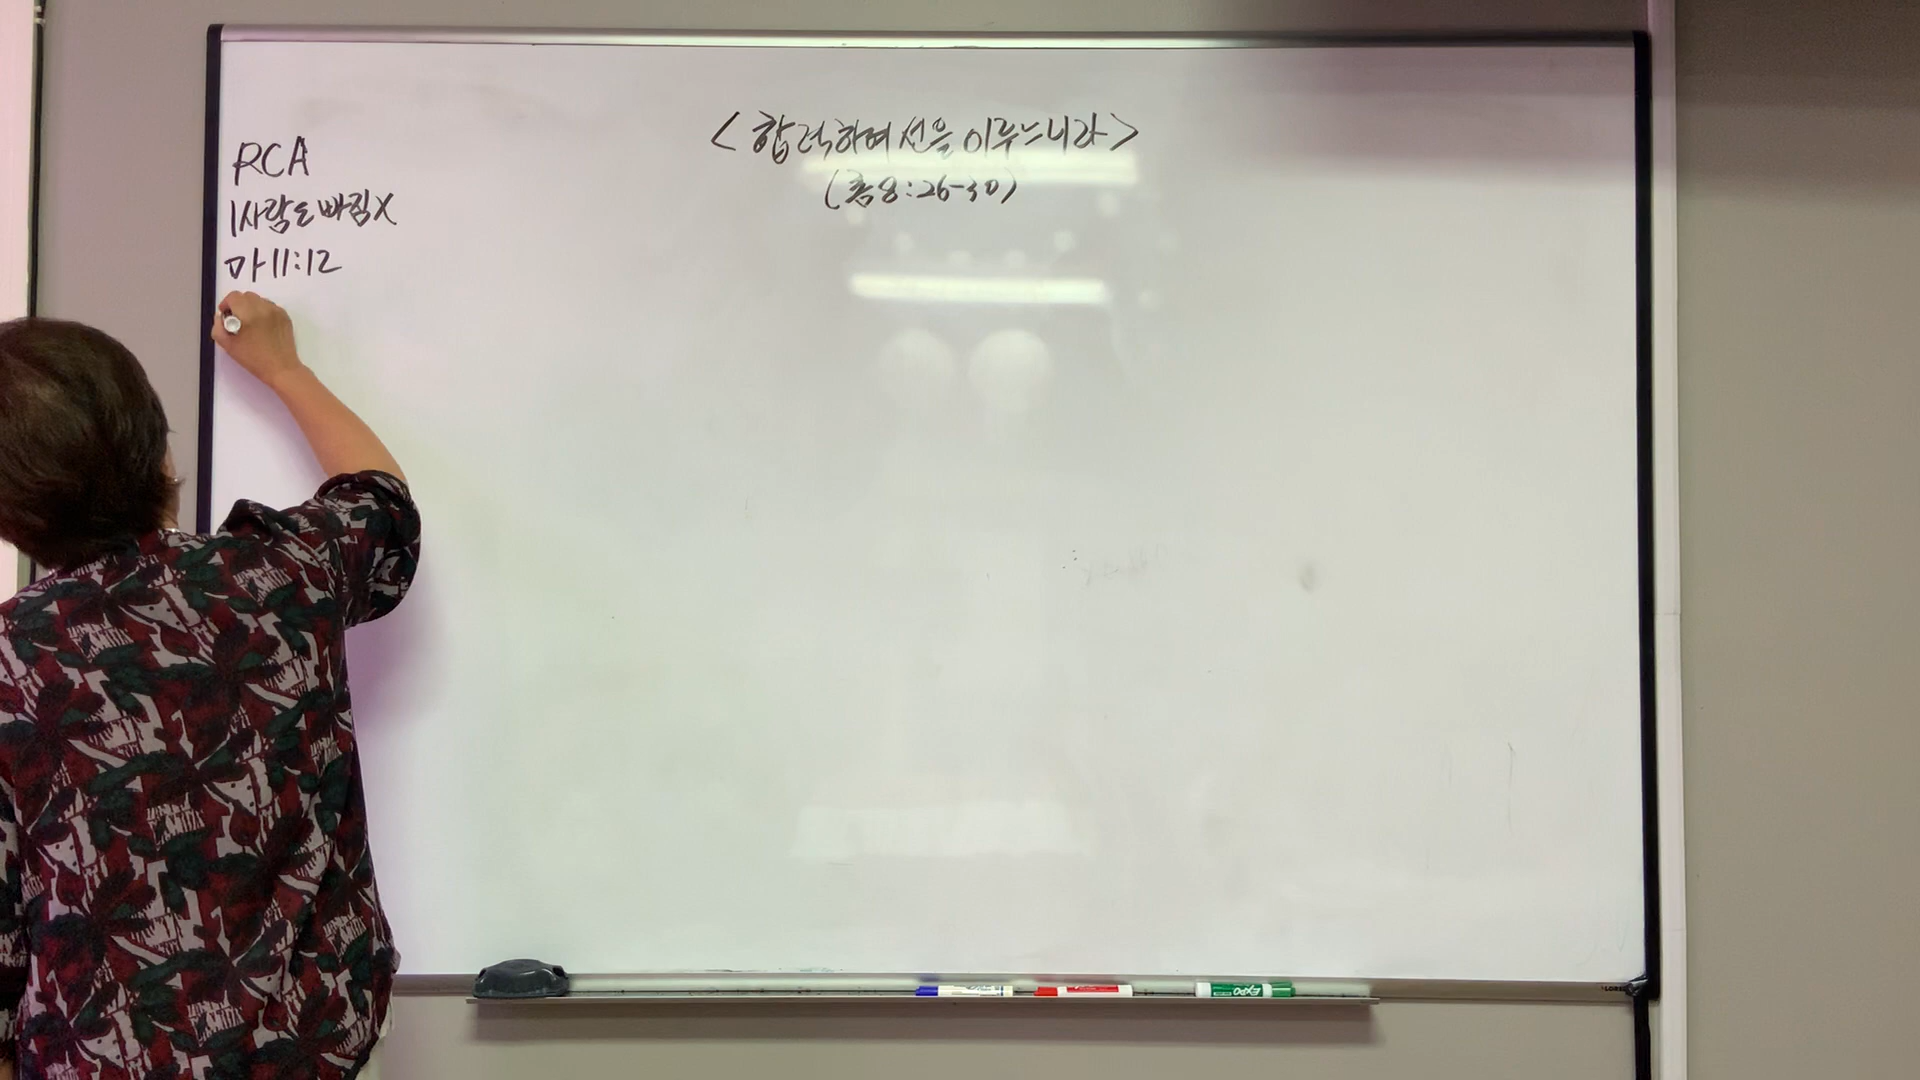 <합력하여 선을 이루느니라>
(롬8:26-30)
RCA
1사람도 빠짐X
마11:12
EXPO